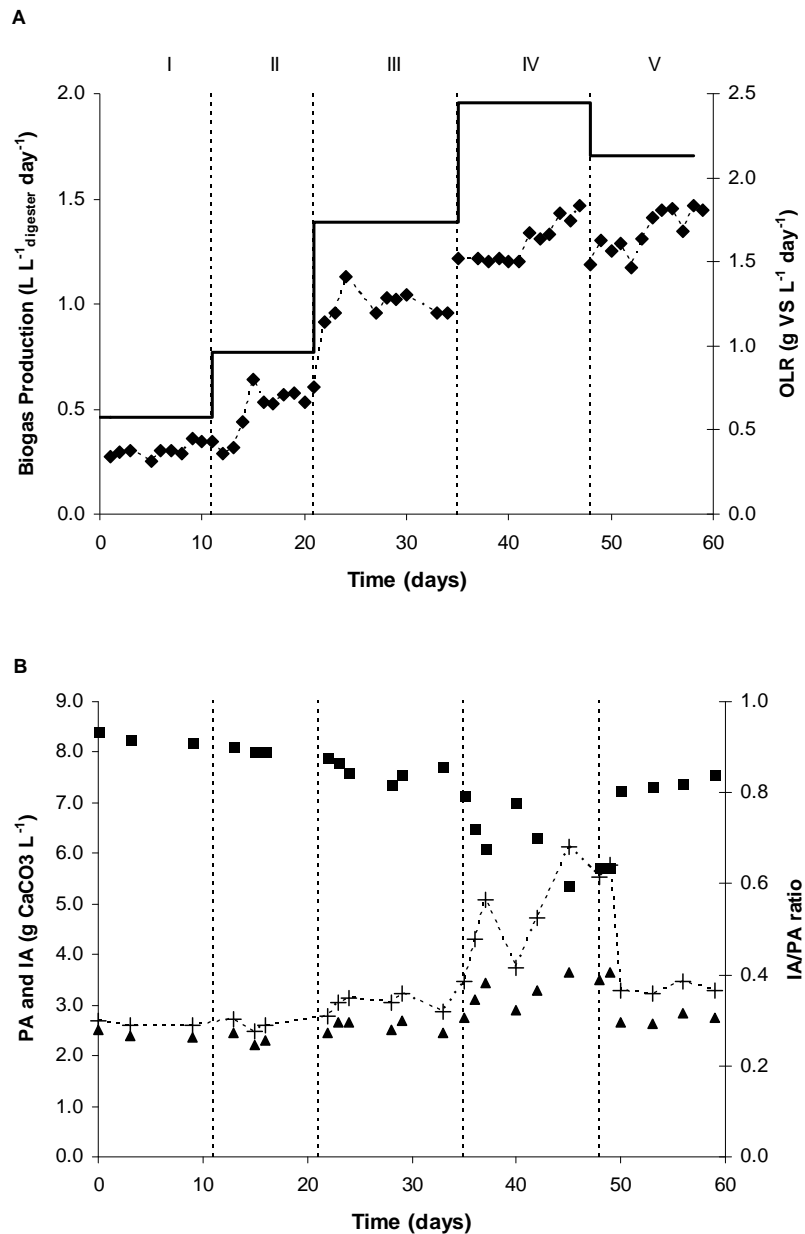 A
I II III IV V
2.0 2.5
1.5 2.0
1.0 1.5
0.5 1.0
0.0 0.5
0.0
Biogas Production (L L⁻¹digester day⁻¹)
OLR (g VS L⁻¹ day⁻¹)
0 10 20 30 40 50 60
Time (days)
B
9.0 1.0
8.0 0.8
7.0 0.6
6.0 0.4
5.0 0.2
4.0 0.0
3.0
2.0
1.0
0.0
PA and IA (g CaCO3 L⁻¹)
IA/PA ratio
0 10 20 30 40 50 60
Time (days)